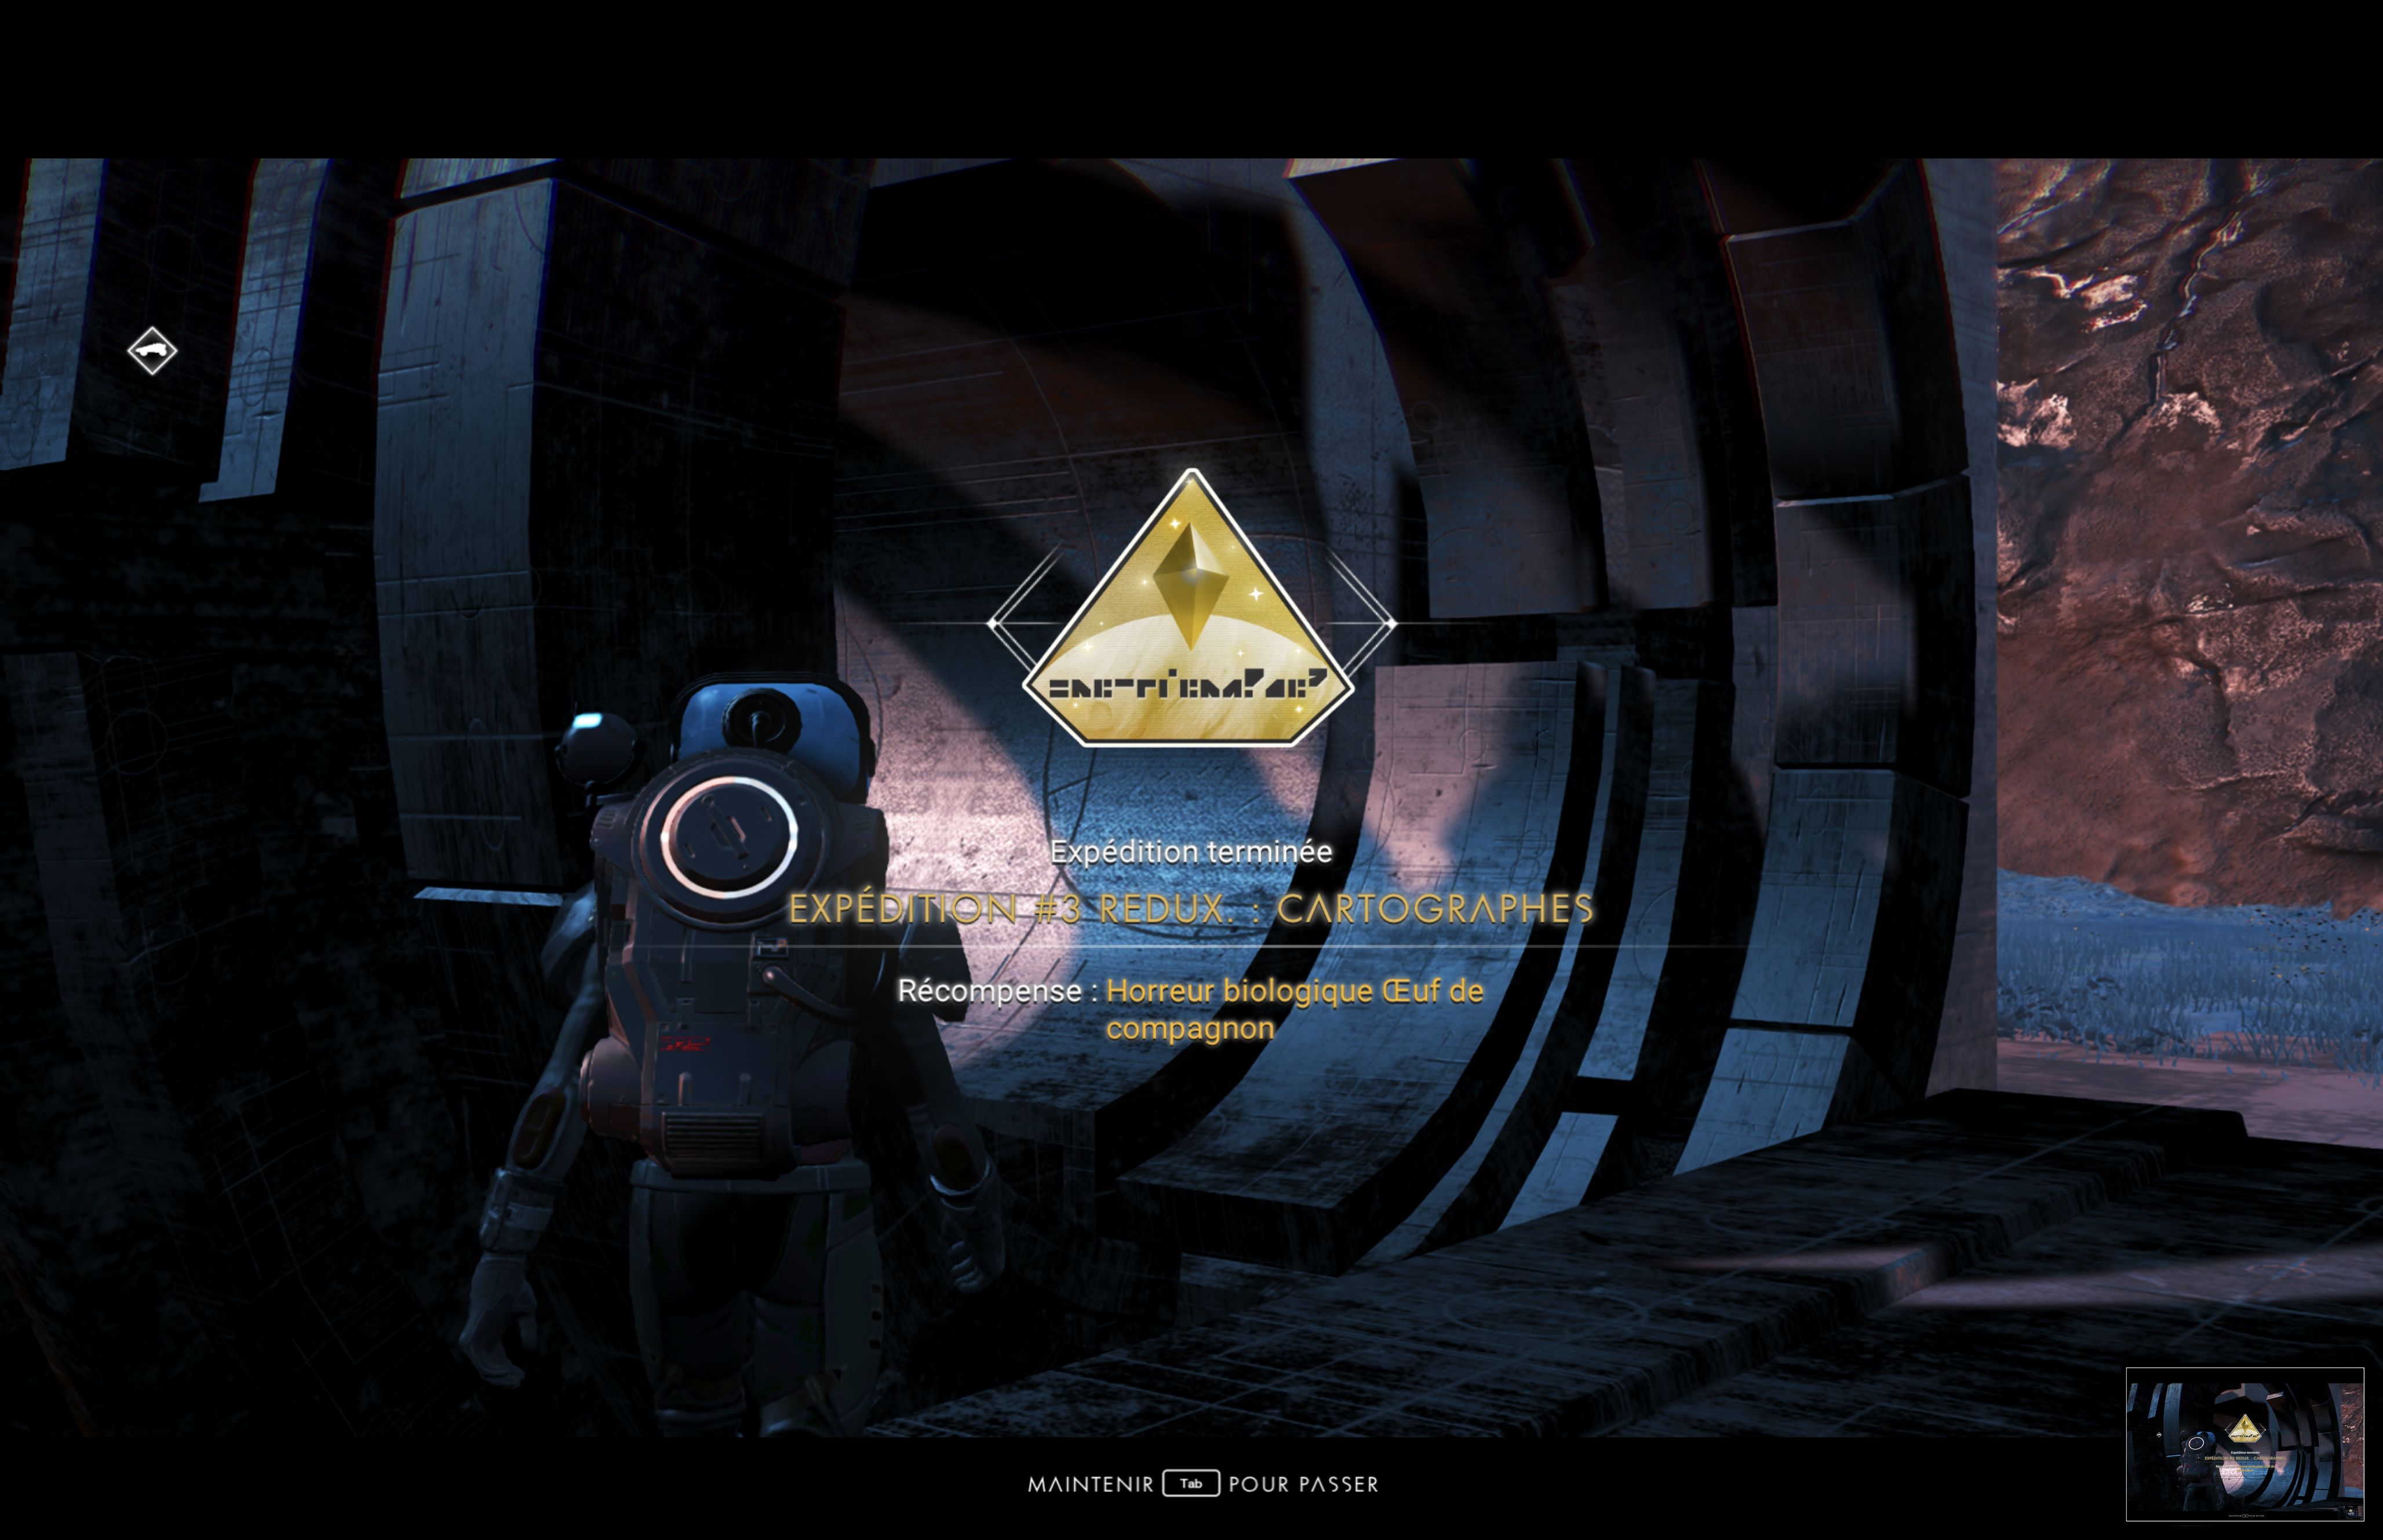 Expédition terminée
EXPÉDITION #3 REDUX. : CARTOGRAPHES
Récompense : Horreur biologique Œuf de
compagnon
MAINTENIR Tab POUR PASSER